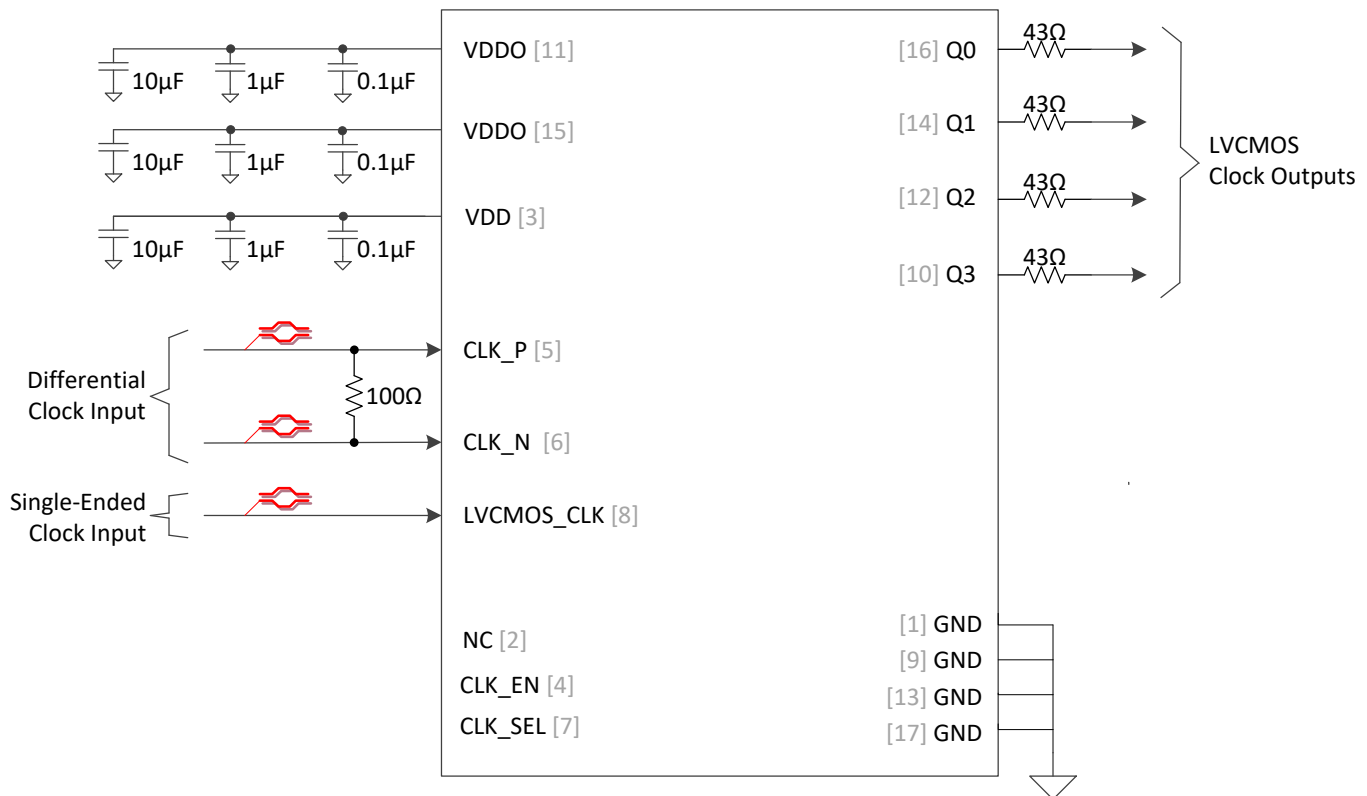 VDDO [11]
10µF
1µF
0.1µF
VDDO [15]
10µF
1µF
0.1µF
VDD [3]
10µF
1µF
0.1µF
Differential
Clock Input
100Ω
CLK_P [5]
CLK_N [6]
Single-Ended
Clock Input
LVCMOS_CLK [8]
NC [2]
CLK_EN [4]
CLK_SEL [7]
[16] Q0
43Ω
[14] Q1
43Ω
[12] Q2
43Ω
[10] Q3
43Ω
LVCMOS
Clock Outputs
[1] GND
[9] GND
[13] GND
[17] GND